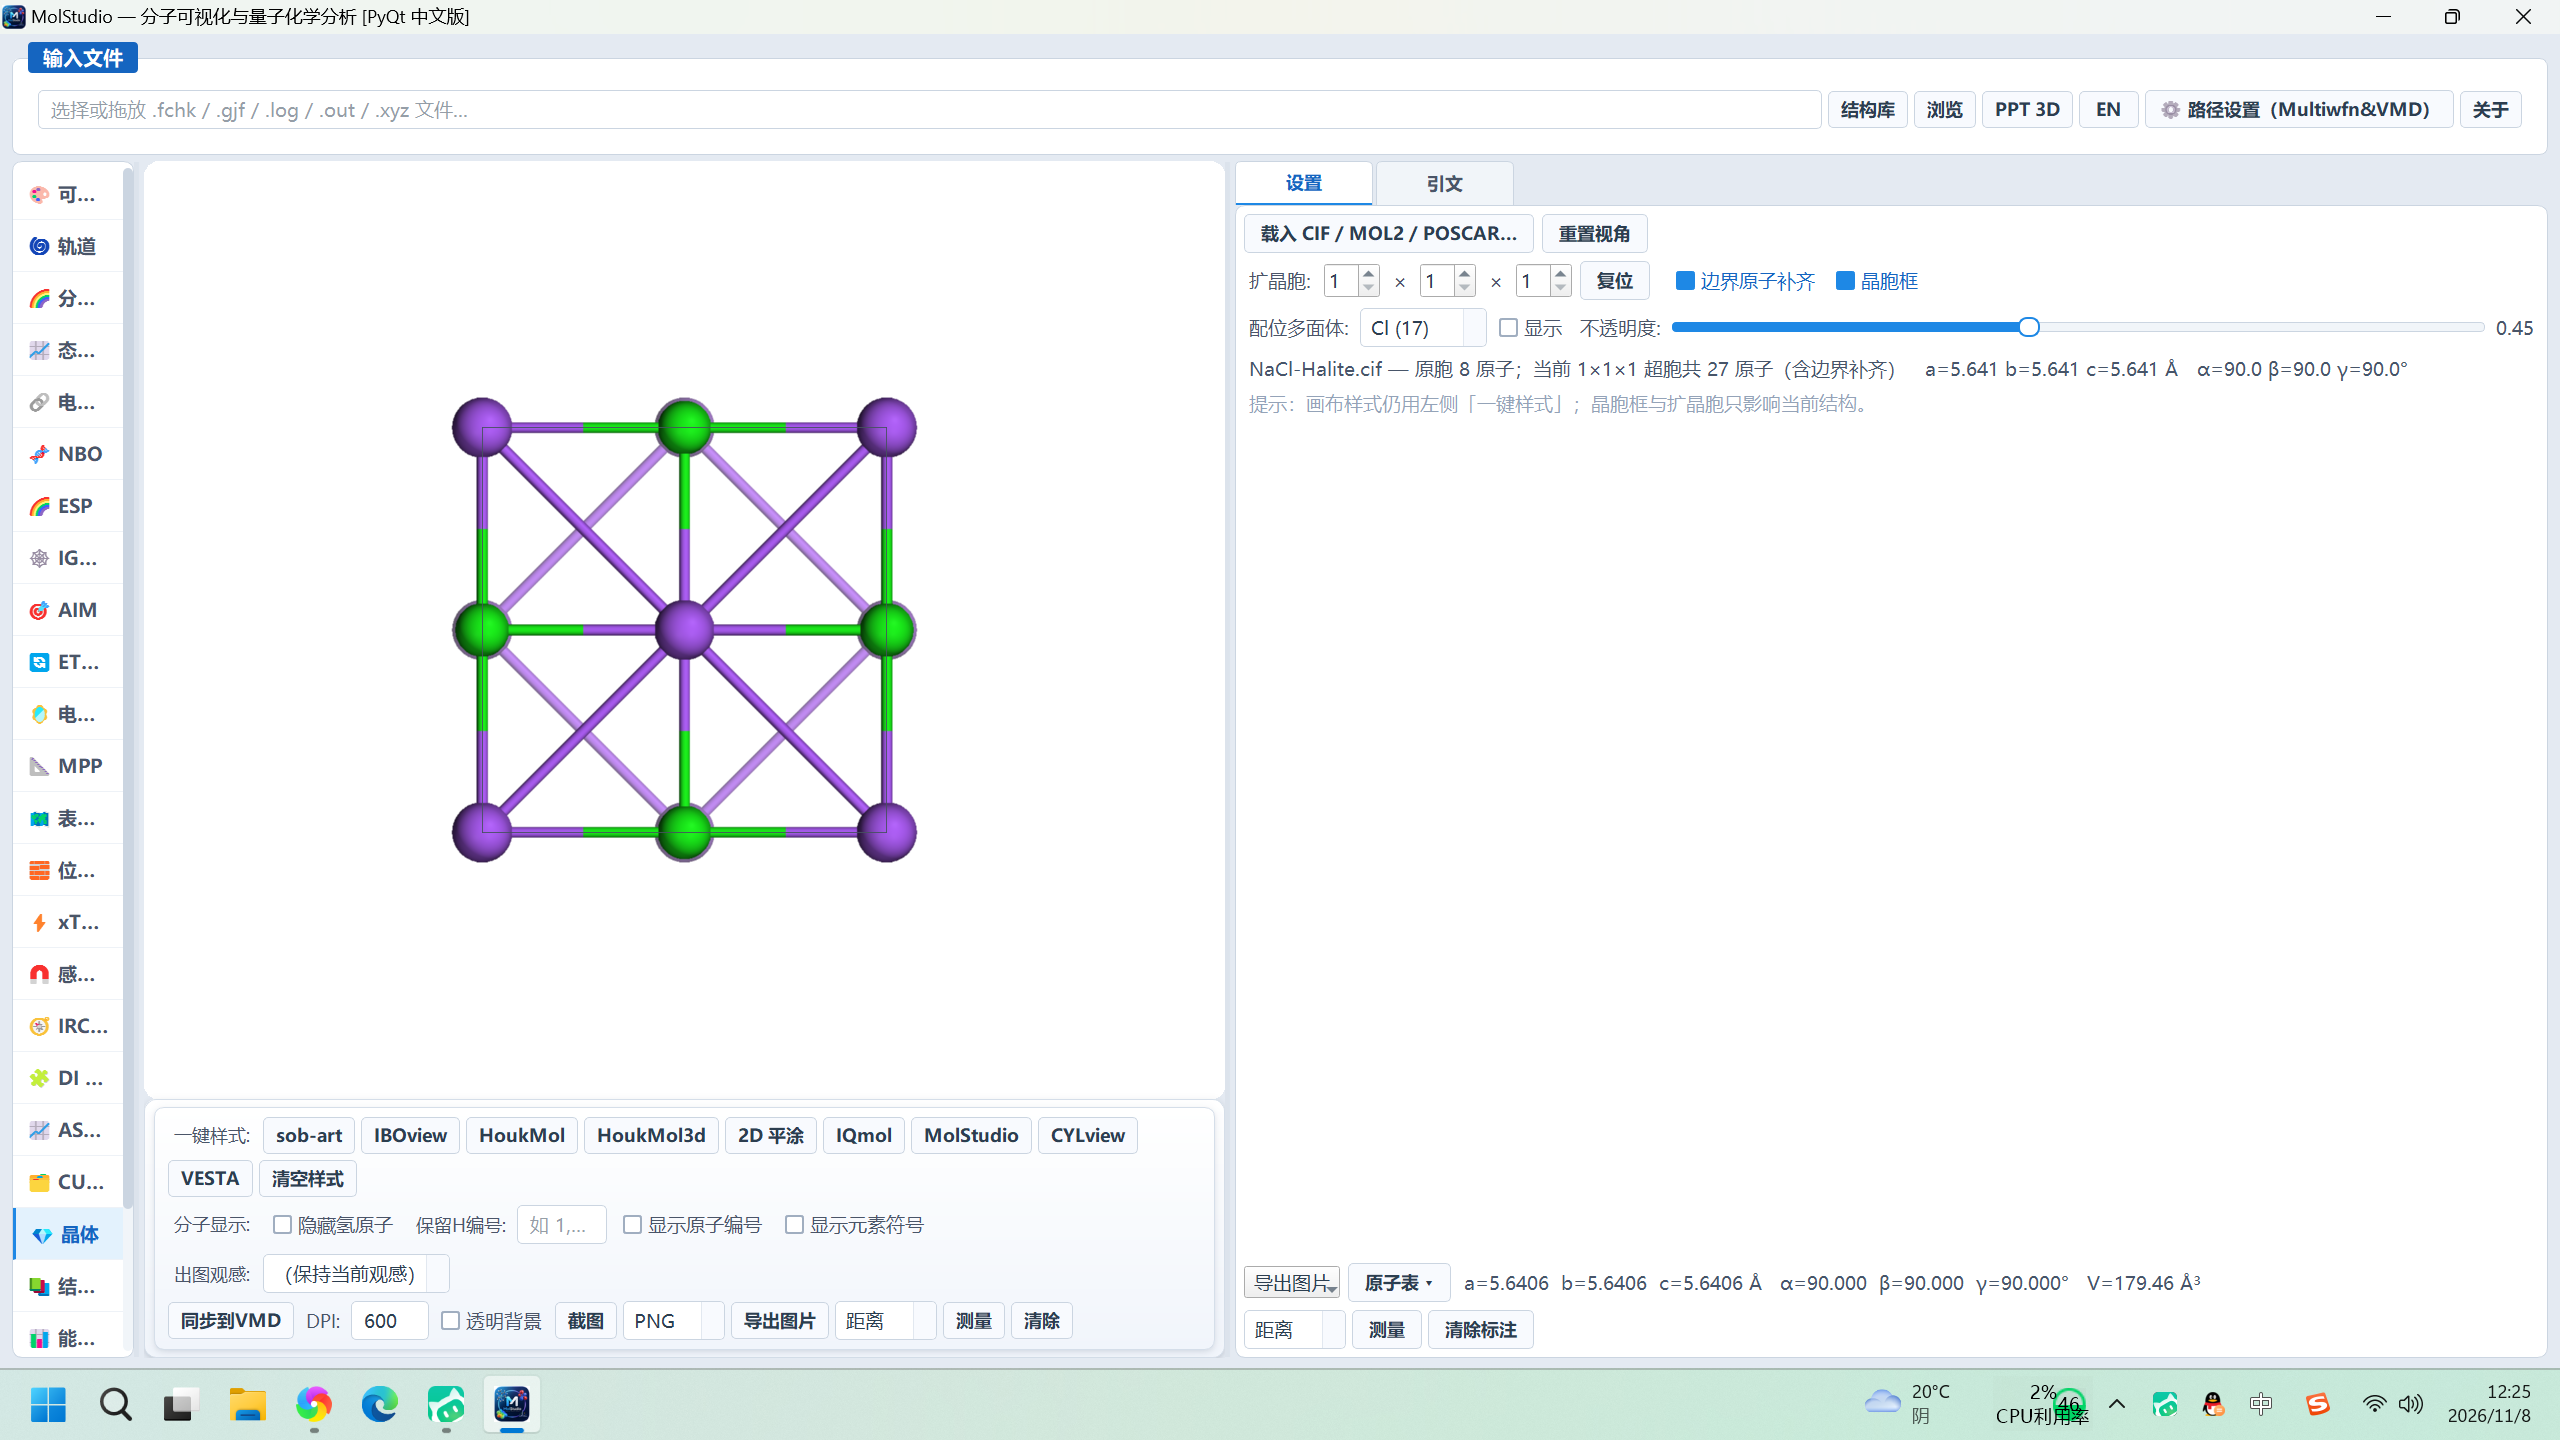 MolStudio — 分子可视化与量子化学分析 [PyQt 中文版]
输入文件
选择或拖放 .fchk / .gjf / .log / .out / .xyz 文件...
结构库 浏览 PPT 3D EN 路径设置（Multiwfn&VMD） 关于
可...
轨道
分...
态...
电...
NBO
ESP
IG...
AIM
ET...
电...
MPP
表...
位...
xT...
感...
IRC...
DI ...
AS...
CU...
晶体
结...
能...
设置 引文
载入 CIF / MOL2 / POSCAR... 重置视角
扩晶胞: 1 × 1 × 1 复位 边界原子补齐 晶胞框
配位多面体: Cl (17) 显示 不透明度: 0.45
NaCl-Halite.cif — 原胞 8 原子；当前 1×1×1 超胞共 27 原子（含边界补齐） a=5.641 b=5.641 c=5.641 Å α=90.0 β=90.0 γ=90.0°
提示：画布样式仍用左侧「一键样式」；晶胞框与扩晶胞只影响当前结构。
一键样式: sob-art IBOview HoukMol HoukMol3d 2D 平涂 IQmol MolStudio CYLview
VESTA 清空样式
分子显示: 隐藏氢原子 保留H编号: 如 1,... 显示原子编号 显示元素符号
出图观感: （保持当前观感）
同步到VMD DPI: 600 透明背景 截图 PNG 导出图片 距离 测量 清除
导出图片 原子表 a=5.6406 b=5.6406 c=5.6406 Å α=90.000 β=90.000 γ=90.000° V=179.46 Å³
距离 测量 清除标注
20°C
阴
2%
46
CPU利用率
中
12:25
2026/11/8